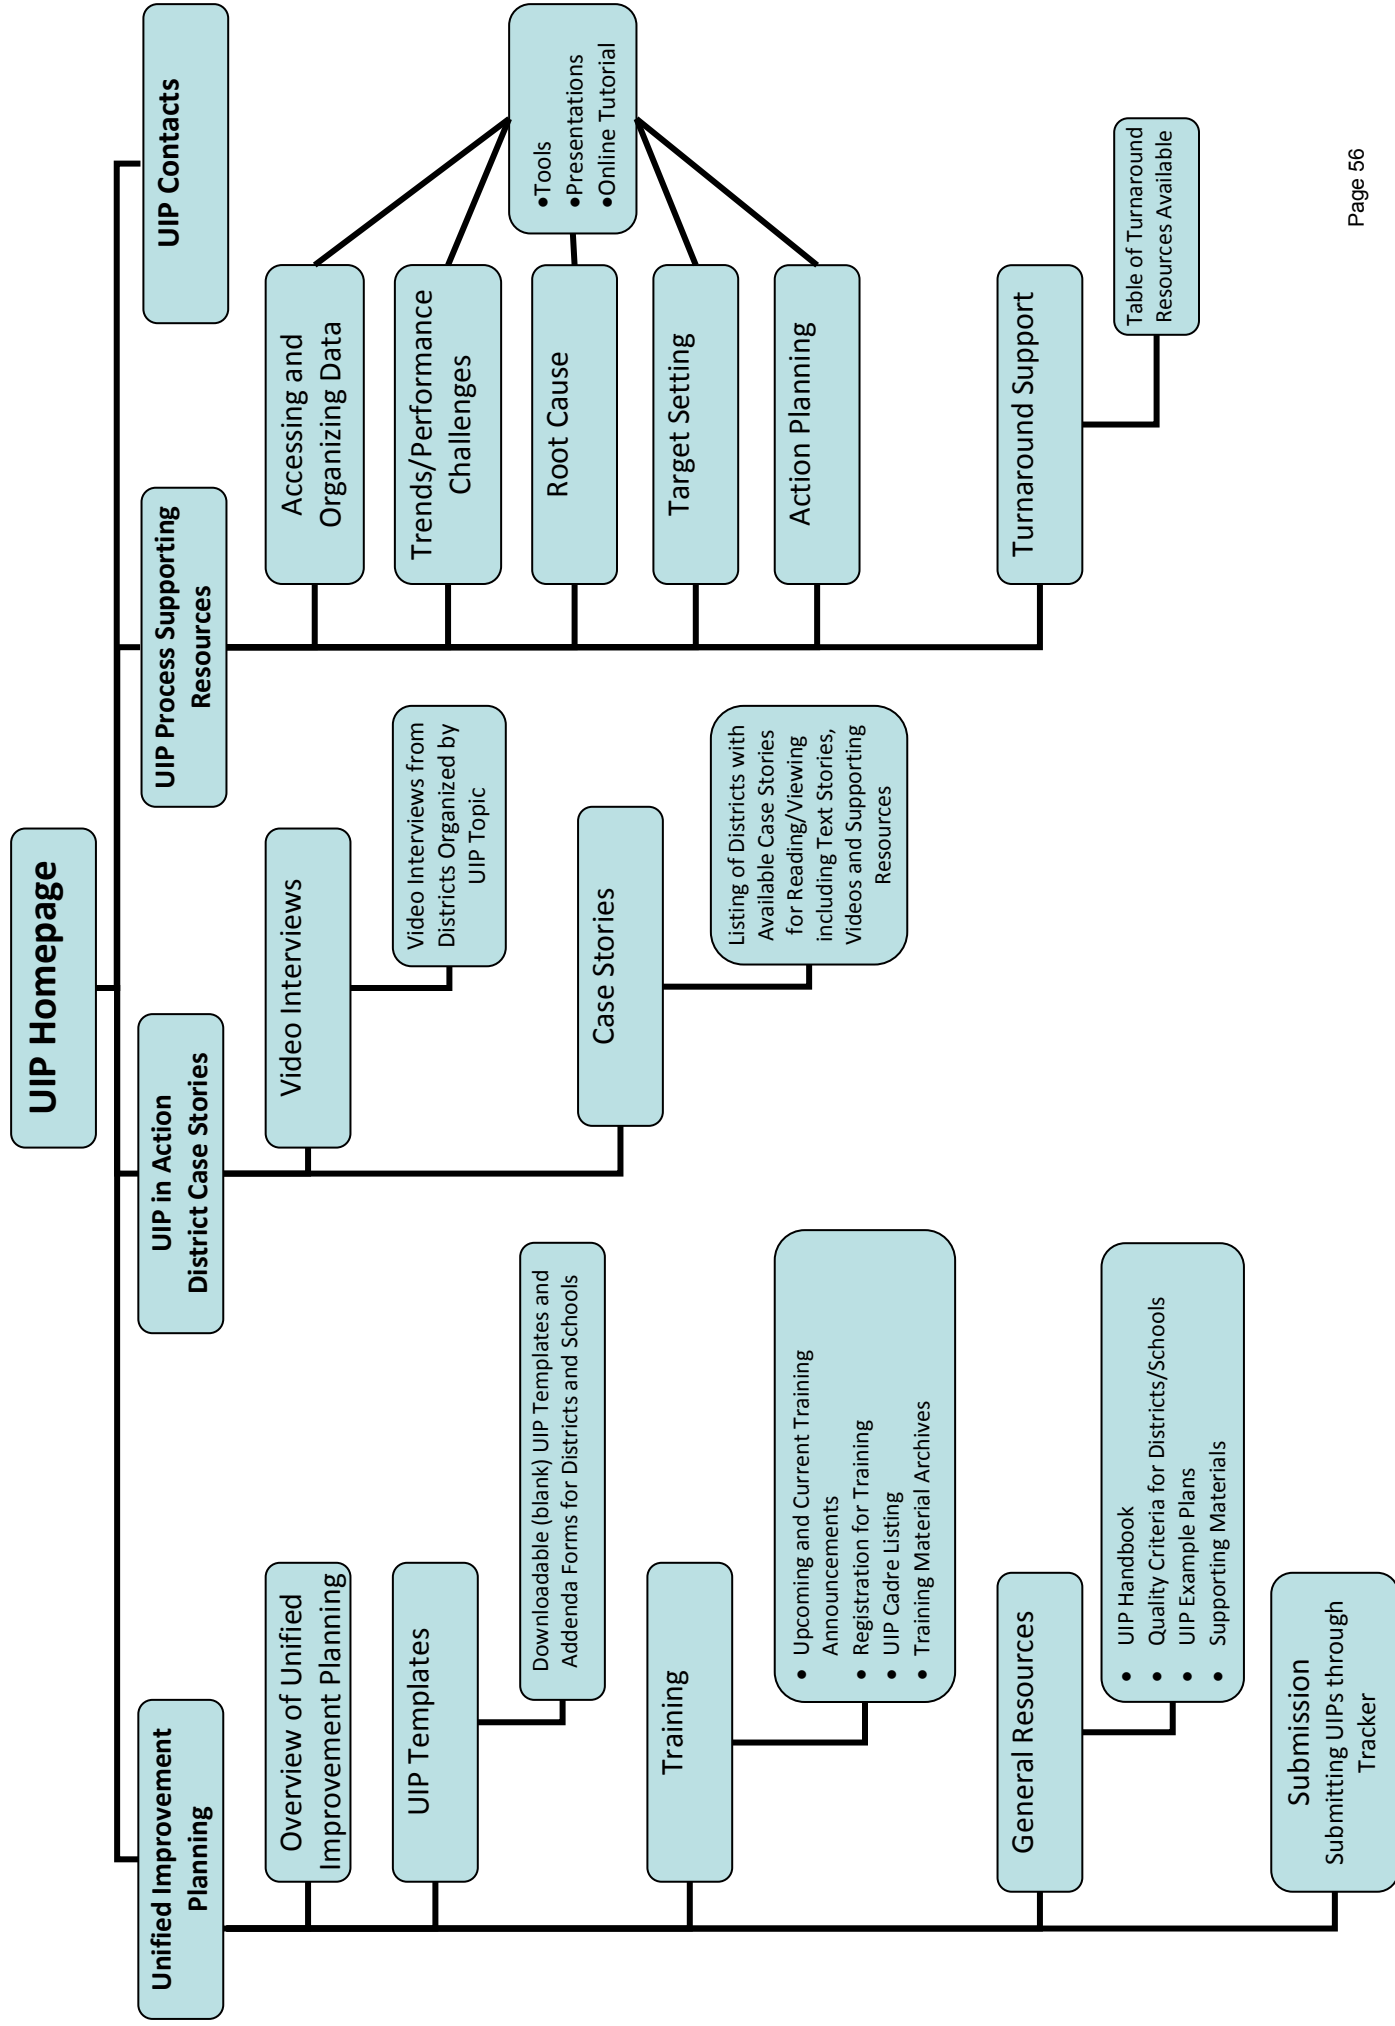 UIP Homepage
Unified Improvement
Planning
Overview of Unified
Improvement Planning
UIP Templates
Downloadable (blank) UIP Templates and
Addenda Forms for Districts and Schools
Training
• Upcoming and Current Training
Announcements
• Registration for Training
• UIP Cadre Listing
• Training Material Archives
General Resources
• UIP Handbook
• Quality Criteria for Districts/Schools
• UIP Example Plans
• Supporting Materials
Submission
Submitting UIPs through
Tracker
UIP in Action
District Case Stories
Video Interviews
Video Interviews from
Districts Organized by
UIP Topic
Case Stories
Listing of Districts with
Available Case Stories
for Reading/Viewing
including Text Stories,
Videos and Supporting
Resources
UIP Process Supporting
Resources
Accessing and
Organizing Data
Trends/Performance
Challenges
Root Cause
Target Setting
Action Planning
•Tools
•Presentations
•Online Tutorial
Turnaround Support
Table of Turnaround
Resources Available
UIP Contacts
Page 56